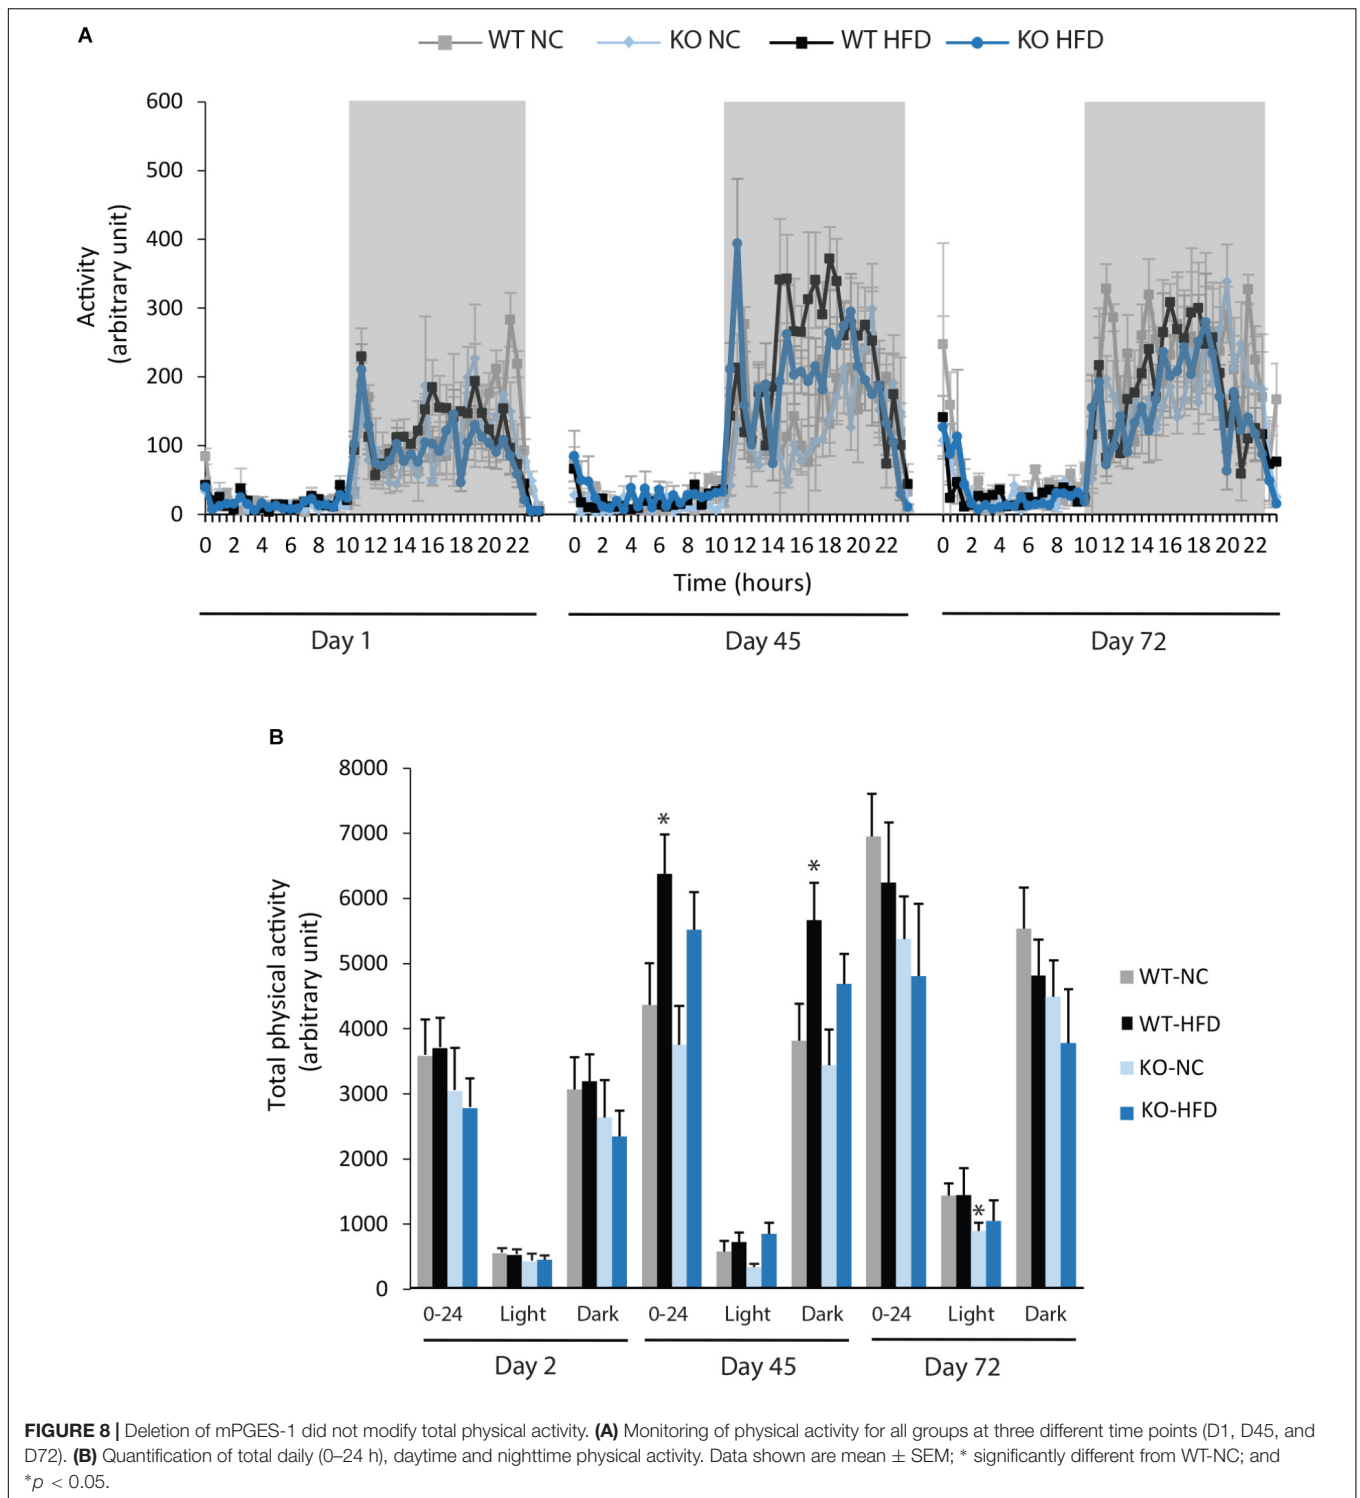 A
WT NC KO NC WT HFD KO HFD
600
500
400
300
200
100
0
Activity
(arbitrary unit)
0 2 4 6 8 10 12 14 16 18 20 22 0 2 4 6 8 10 12 14 16 18 20 22 0 2 4 6 8 10 12 14 16 18 20 22
Time (hours)
Day 1 Day 45 Day 72
B
8000
7000
6000
5000
4000
3000
2000
1000
0
Total physical activity
(arbitrary unit)
* * *
WT-NC
WT-HFD
KO-NC
KO-HFD
0-24 Light Dark 0-24 Light Dark 0-24 Light Dark
Day 2 Day 45 Day 72
FIGURE 8 | Deletion of mPGES-1 did not modify total physical activity. (A) Monitoring of physical activity for all groups at three different time points (D1, D45, and
D72). (B) Quantification of total daily (0–24 h), daytime and nighttime physical activity. Data shown are mean ± SEM; * significantly different from WT-NC; and
*p < 0.05.